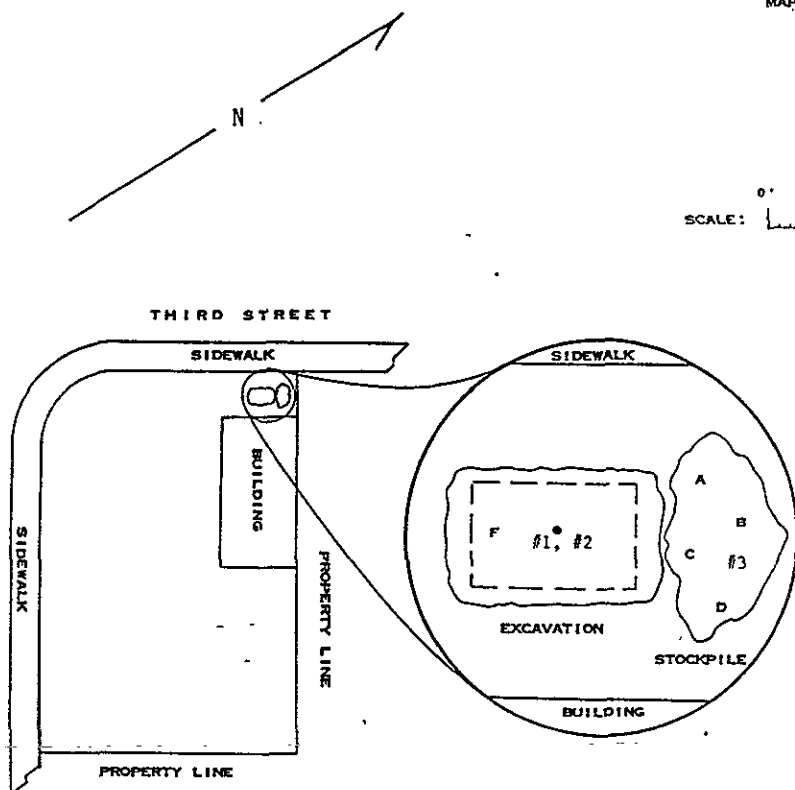 MAP
N
0'
SCALE:
THIRD STREET
SIDEWALK
SIDEWALK
BUILDING
PROPERTY LINE
SIDEWALK
PROPERTY LINE
SIDEWALK
A
B
F
#1, #2
C
#3
D
EXCAVATION
STOCKPILE
BUILDING